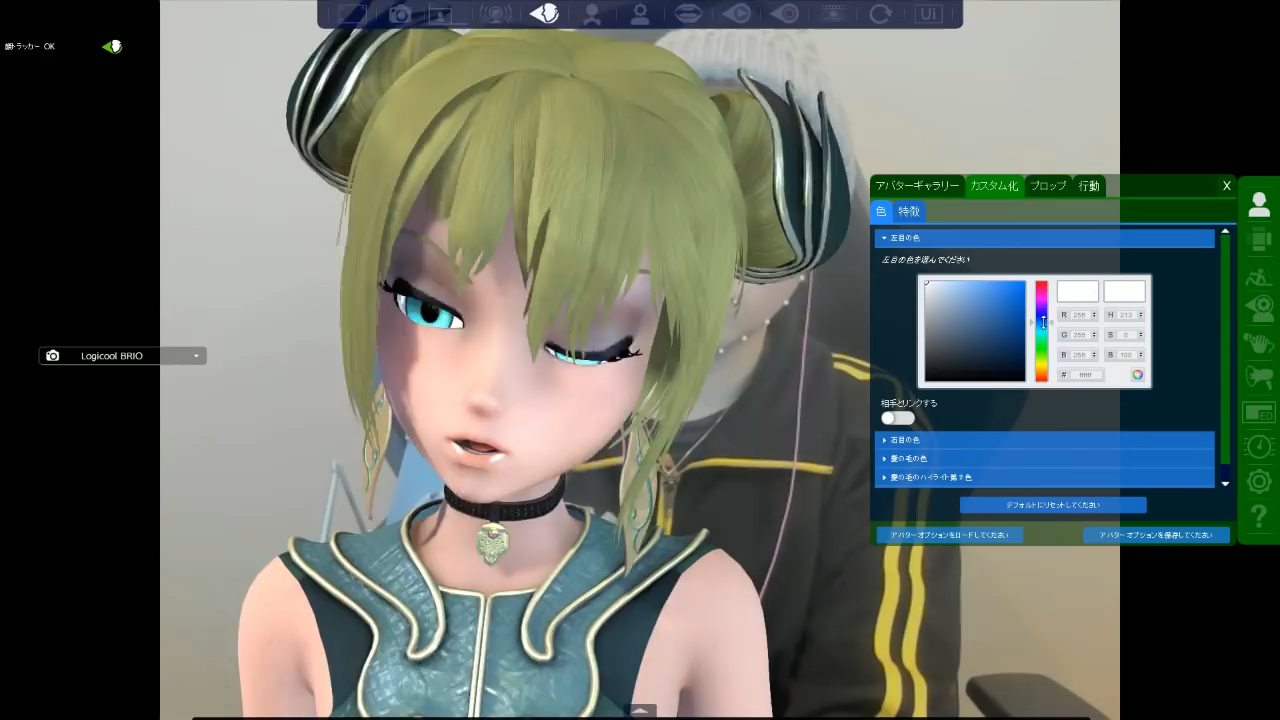 Ui
顔トラッカー OK
アバターギャラリー カスタム化 プロップ 行動 X
色 特徴
左目の色
左目の色を選んでください
R 255 H 213
G 255 S 0
B 255 B 100
# ffffff
Logicool BRIO
相手とリンクする
ED
右目の色
髪の毛の色
髪の毛のハイライト第2色
デフォルトにリセットしてください
アバターオプションをロードしてください アバターオプションを保存してください
?